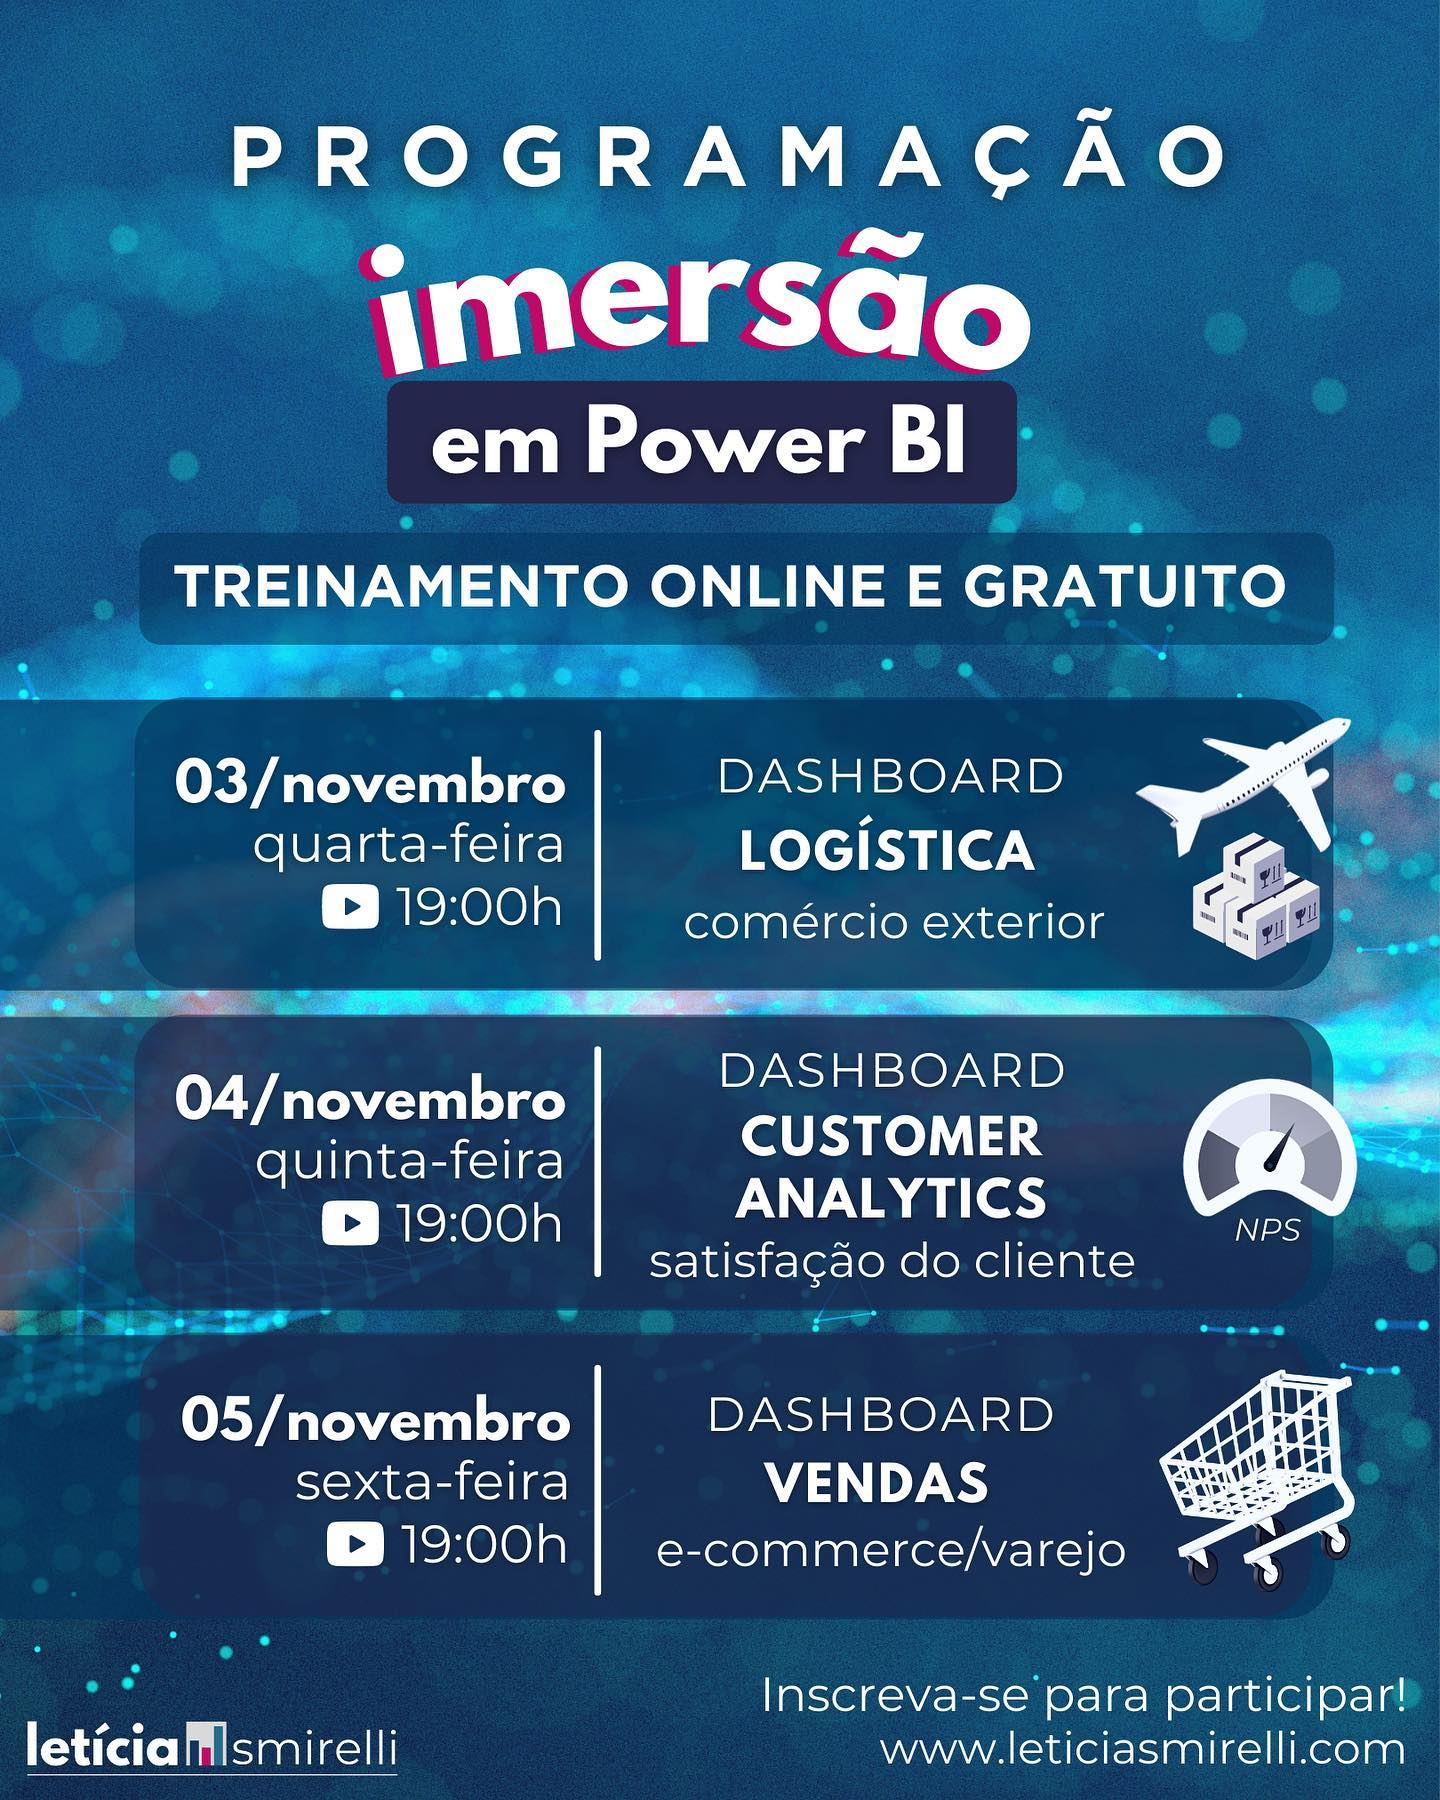 PROGRAMAÇÃO
imersão
em Power BI
TREINAMENTO ONLINE E GRATUITO
03/novembro
quarta-feira
19:00h
DASHBOARD
LOGÍSTICA
comércio exterior
04/novembro
quinta-feira
19:00h
DASHBOARD
CUSTOMER
ANALYTICS
satisfação do cliente
NPS
05/novembro
sexta-feira
19:00h
DASHBOARD
VENDAS
e-commerce/varejo
Inscreva-se para participar!
www.leticiasmirelli.com
letícia smirelli